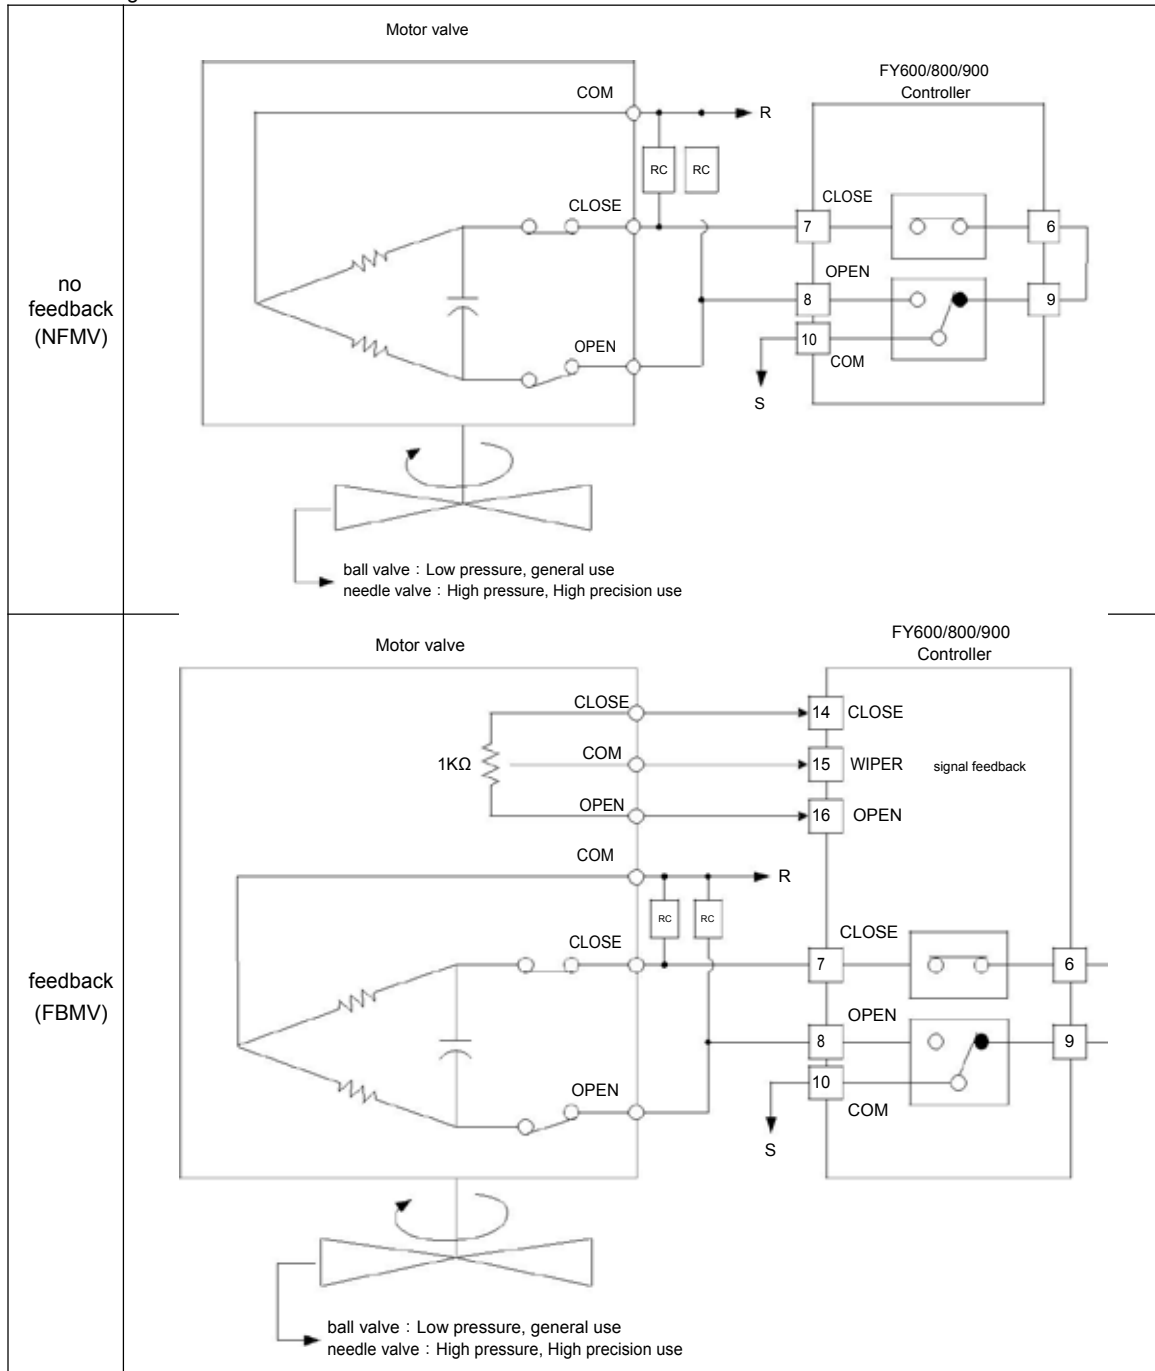 Motor valve
FY600/800/900
Controller
COM
R
RC
RC
CLOSE
CLOSE
7
6
OPEN
8
9
10
COM
OPEN
S
no
feedback
(NFMV)
ball valve：Low pressure, general use
needle valve：High pressure, High precision use
Motor valve
FY600/800/900
Controller
CLOSE
14 CLOSE
1KΩ
COM
15 WIPER
signal feedback
OPEN
16 OPEN
COM
R
RC
RC
CLOSE
CLOSE
7
6
OPEN
8
9
10
COM
OPEN
S
feedback
(FBMV)
ball valve：Low pressure, general use
needle valve：High pressure, High precision use